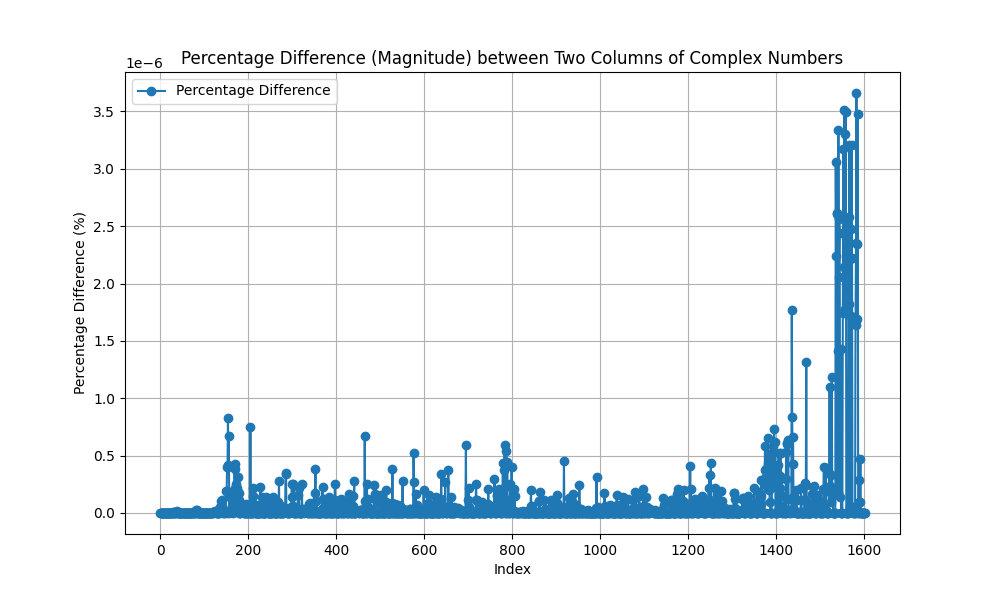 Percentage Difference (Magnitude) between Two Columns of Complex Numbers
1e−6
Percentage Difference
3.5
3.0
2.5
2.0
1.5
1.0
0.5
0.0
Percentage Difference (%)
0 200 400 600 800 1000 1200 1400 1600
Index